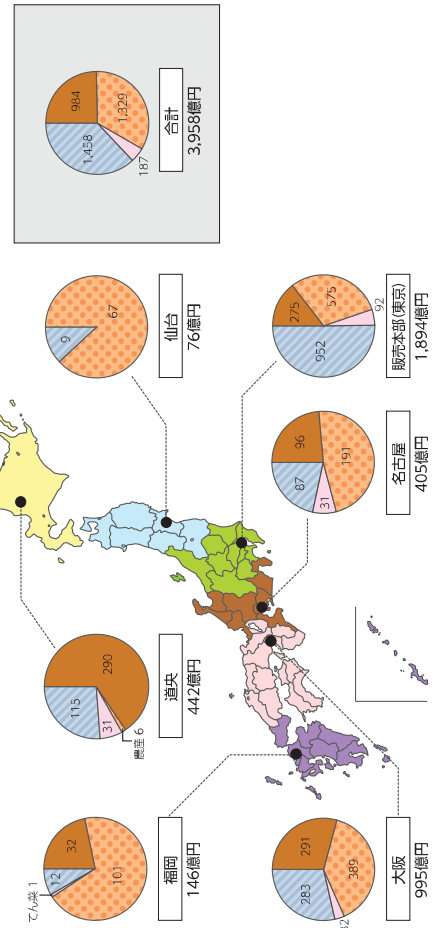 984
1,329
187
1,458
合計
3,958億円
9
67
仙台
76億円
275
575
92
952
販売本部(東京)
1,894億円
96
191
31
87
名古屋
405億円
115
290
31
農産 6
道央
442億円
てん菜 1
12
32
101
福岡
146億円
283
291
389
大阪
995億円